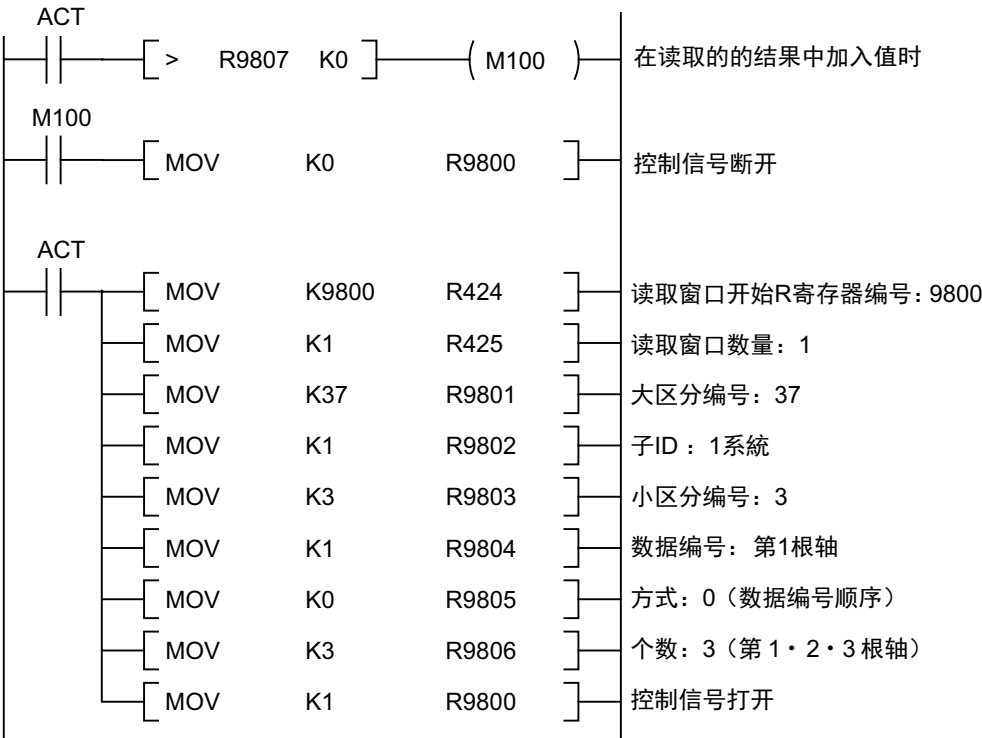 ACT
> R9807 K0 M100 在读取的的结果中加入值时
M100
MOV K0 R9800 控制信号断开
ACT
MOV K9800 R424 读取窗口开始R寄存器编号：9800
MOV K1 R425 读取窗口数量：1
MOV K37 R9801 大区分编号：37
MOV K1 R9802 子ID ：1系統
MOV K3 R9803 小区分编号：3
MOV K1 R9804 数据编号：第1根轴
MOV K0 R9805 方式：0（数据编号顺序）
MOV K3 R9806 个数：3（第 1・2・3 根轴）
MOV K1 R9800 控制信号打开